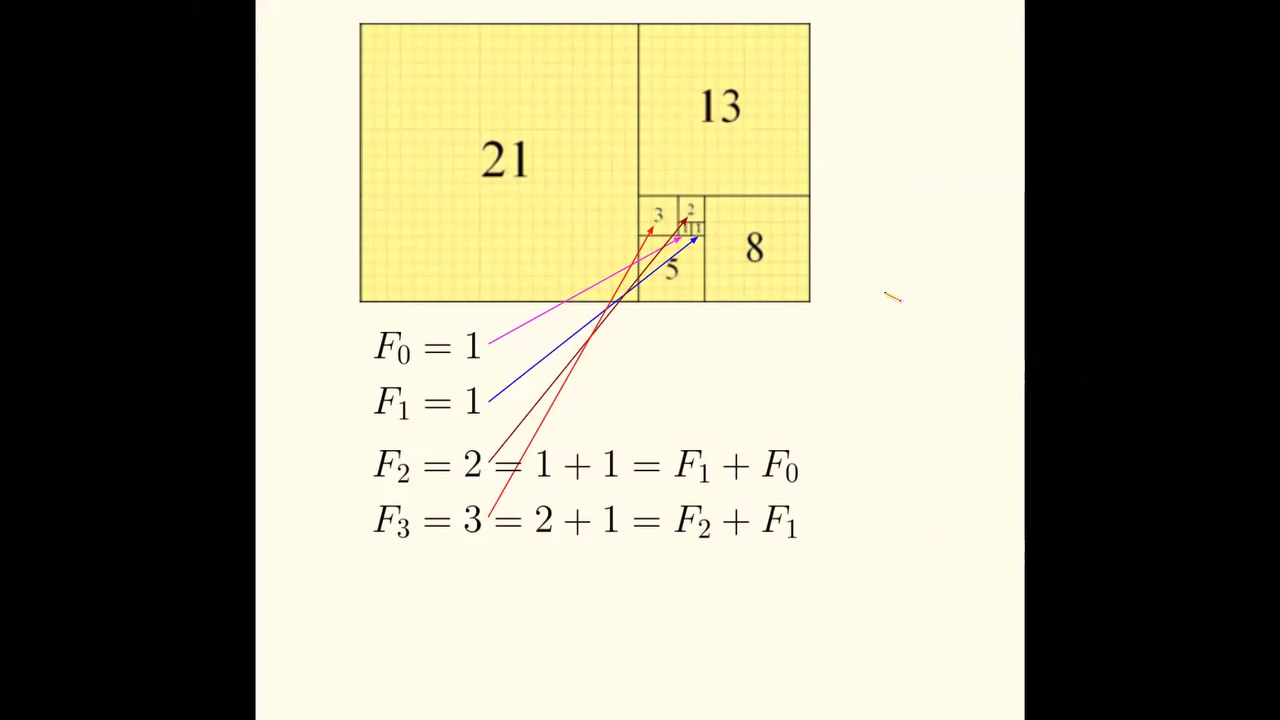 13
21
3 2
1 1
8
5
F₀ = 1
F₁ = 1
F₂ = 2 = 1 + 1 = F₁ + F₀
F₃ = 3 = 2 + 1 = F₂ + F₁